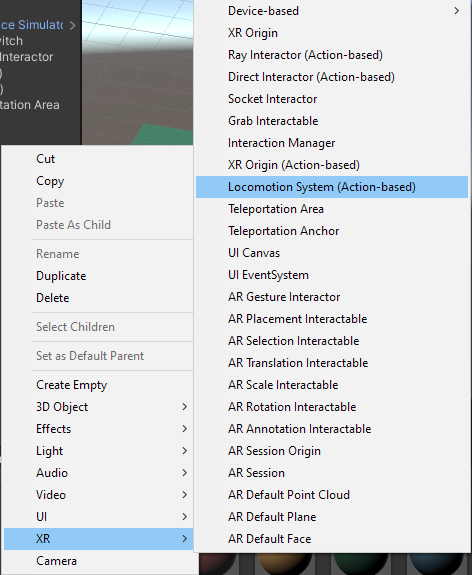 ce Simulato
vitch
Interactor
)
)
tation Area
Cut
Copy
Paste
Paste As Child
Rename
Duplicate
Delete
Select Children
Set as Default Parent
Create Empty
3D Object
Effects
Light
Audio
Video
UI
XR
Camera
Device-based
XR Origin
Ray Interactor (Action-based)
Direct Interactor (Action-based)
Socket Interactor
Grab Interactable
Interaction Manager
XR Origin (Action-based)
Locomotion System (Action-based)
Teleportation Area
Teleportation Anchor
UI Canvas
UI EventSystem
AR Gesture Interactor
AR Placement Interactable
AR Selection Interactable
AR Translation Interactable
AR Scale Interactable
AR Rotation Interactable
AR Annotation Interactable
AR Session Origin
AR Session
AR Default Point Cloud
AR Default Plane
AR Default Face